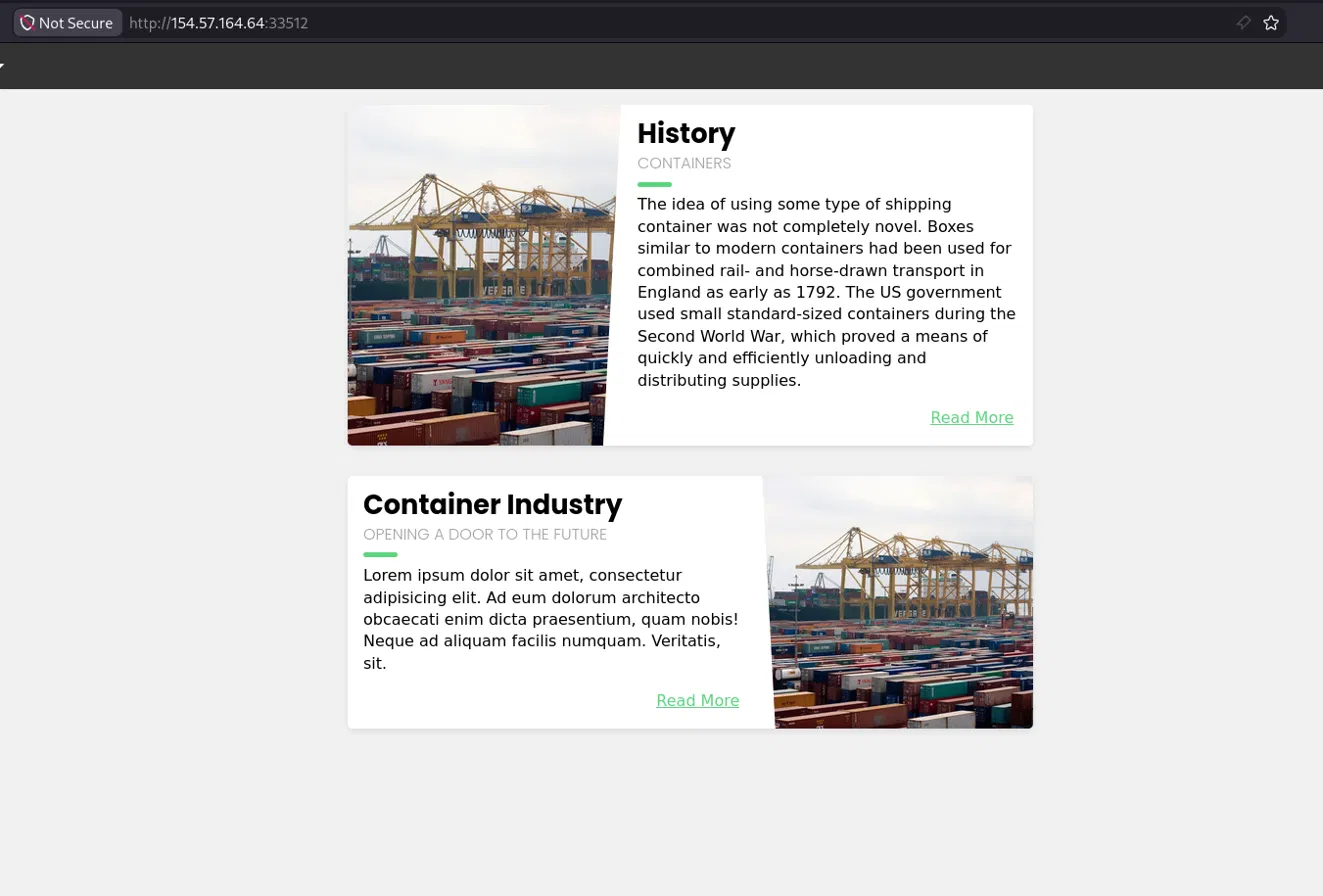 Not Secure http://154.57.164.64:33512
History
CONTAINERS
The idea of using some type of shipping
container was not completely novel. Boxes
similar to modern containers had been used for
combined rail- and horse-drawn transport in
England as early as 1792. The US government
used small standard-sized containers during the
Second World War, which proved a means of
quickly and efficiently unloading and
distributing supplies.
Read More
Container Industry
OPENING A DOOR TO THE FUTURE
Lorem ipsum dolor sit amet, consectetur
adipisicing elit. Ad eum dolorum architecto
obcaecati enim dicta praesentium, quam nobis!
Neque ad aliquam facilis numquam. Veritatis,
sit.
Read More